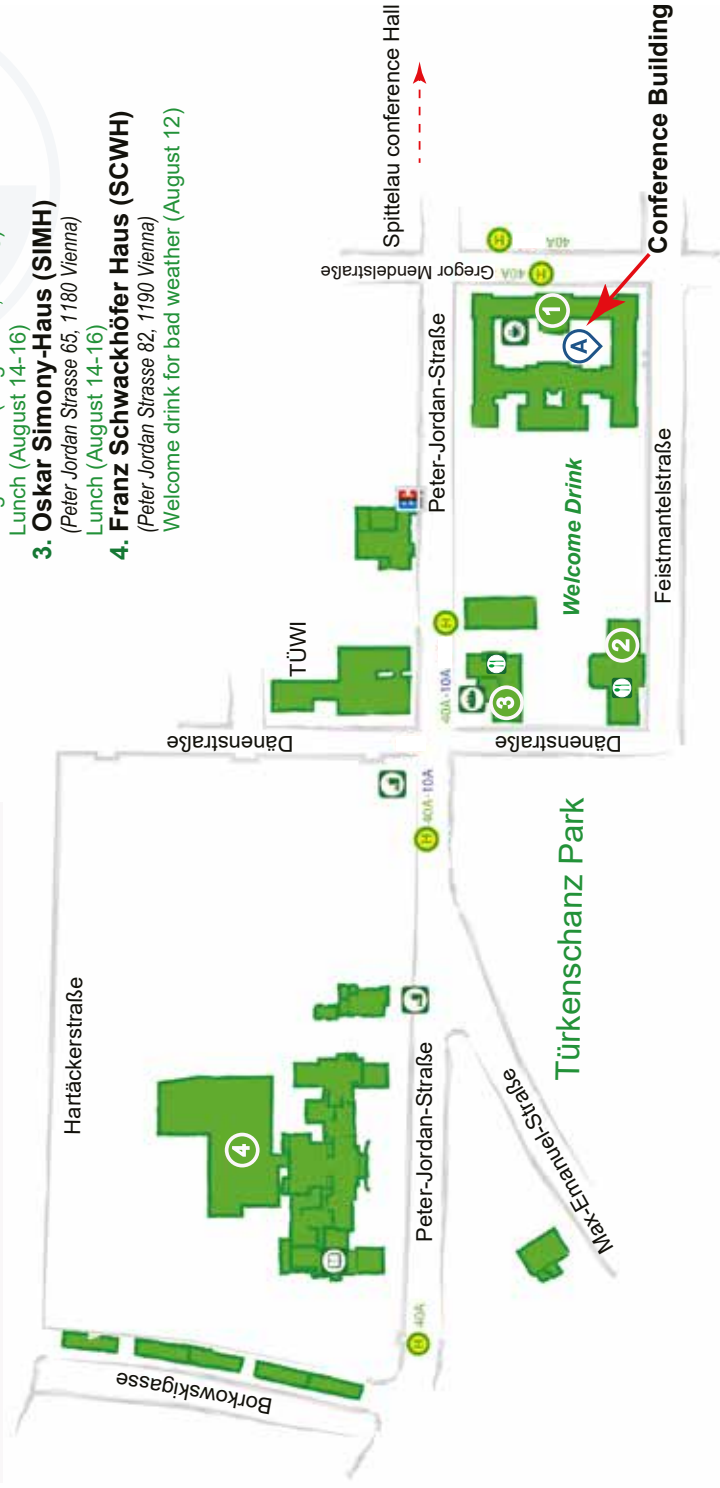 Lunch (August 14-16)
3. Oskar Simony-Haus (SIMH)
(Peter Jordan Strasse 65, 1180 Vienna)
Lunch (August 14-16)
4. Franz Schwackhöfer Haus (SCWH)
(Peter Jordan Strasse 82, 1190 Vienna)
Welcome drink for bad weather (August 12)
Hartäckerstraße
Borkowskigasse
4
H 40A
Peter-Jordan-Straße
Max-Emanuel-Straße
Türkenschanz Park
H 40A-10A
Dänenstraße
TÜWI
40A-10A
H
3
Dänenstraße
2
Welcome Drink
Feistmantelstraße
Peter-Jordan-Straße
Gregor Mendelstraße
40A
H
H
40A
1
A
Spittelau conference Hall
Conference Building